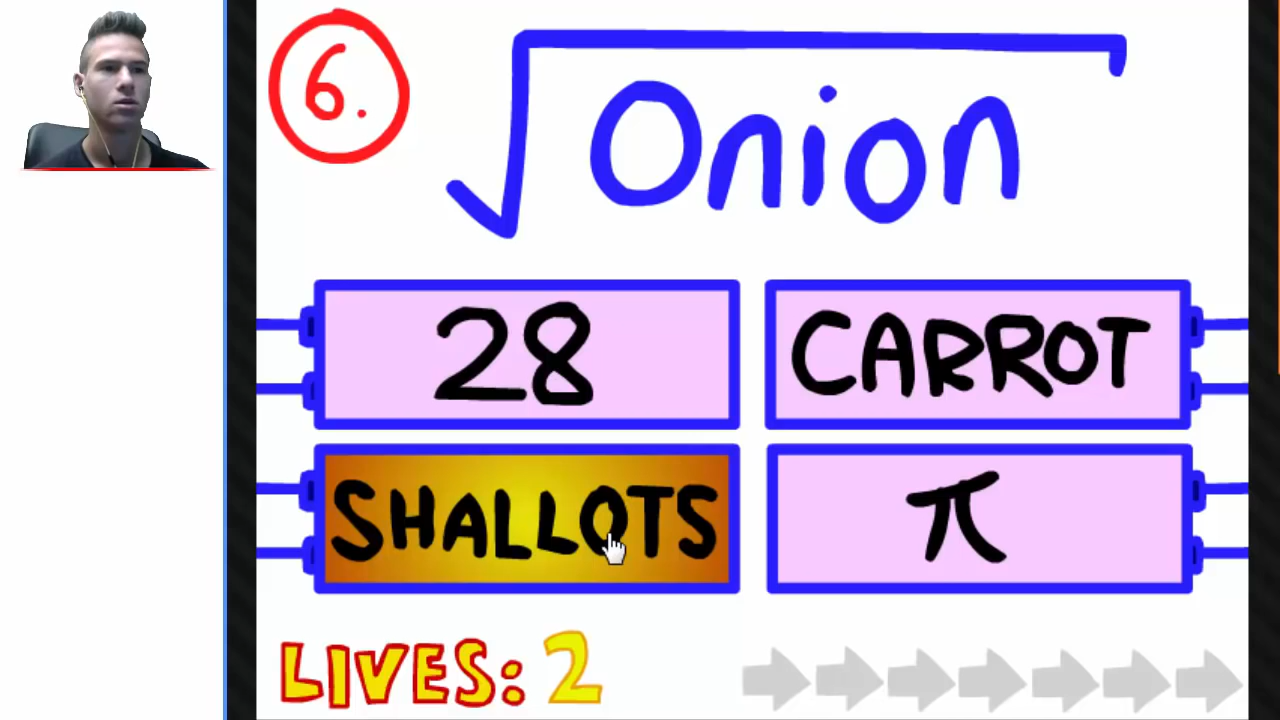 6.
√Onion
28
CARROT
SHALLOTS
π
LIVES: 2